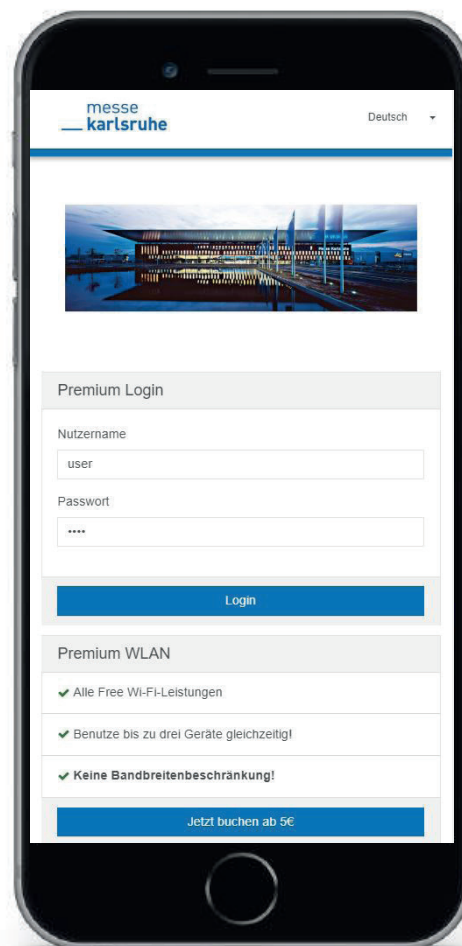 messe
karlsruhe
Deutsch
Premium Login
Nutzername
user
Passwort
••••
Login
Premium WLAN
Alle Free Wi-Fi-Leistungen
Benutze bis zu drei Geräte gleichzeitig!
Keine Bandbreitenbeschränkung!
Jetzt buchen ab 5€